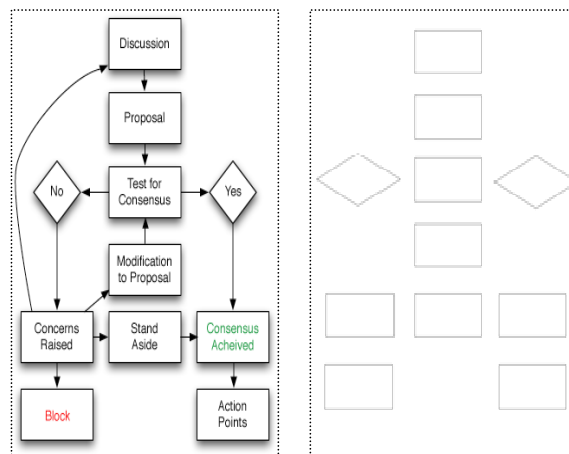 Discussion
Proposal
No
Test for
Consensus
Yes
Modification
to Proposal
Concerns
Raised
Stand
Aside
Consensus
Acheived
Block
Action
Points